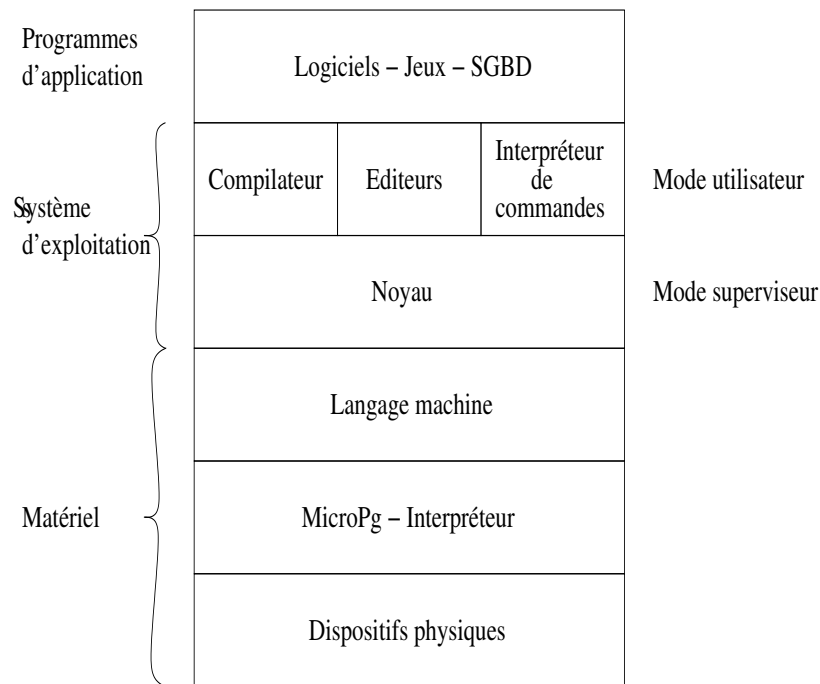 Programmes
d'application
Logiciels – Jeux – SGBD
Système
d'exploitation
Compilateur
Editeurs
Interpréteur
de
commandes
Mode utilisateur
Noyau
Mode superviseur
Langage machine
Matériel
MicroPg – Interpréteur
Dispositifs physiques